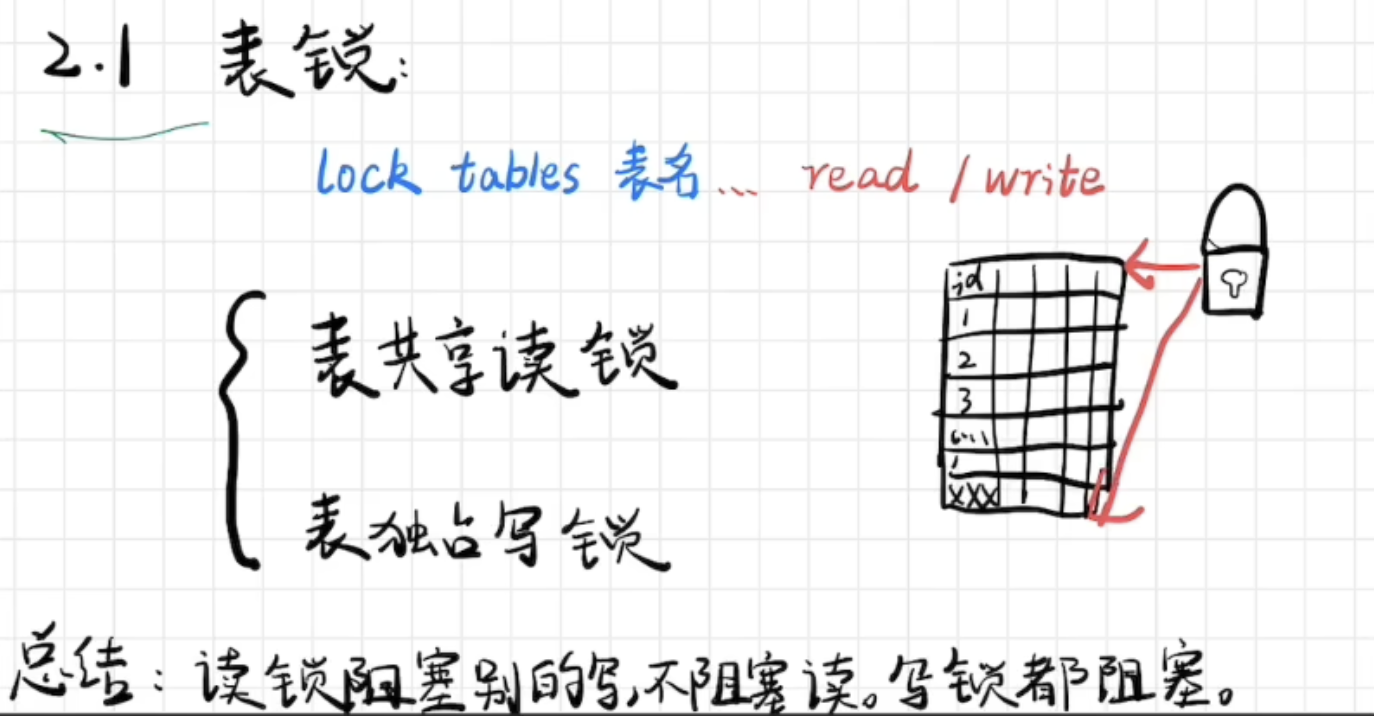 2.1 表锁:
lock tables 表名... read / write
表共享读锁
表独占写锁
id
1
2
3
xxx
总结：读锁阻塞别的写,不阻塞读。写锁都阻塞。